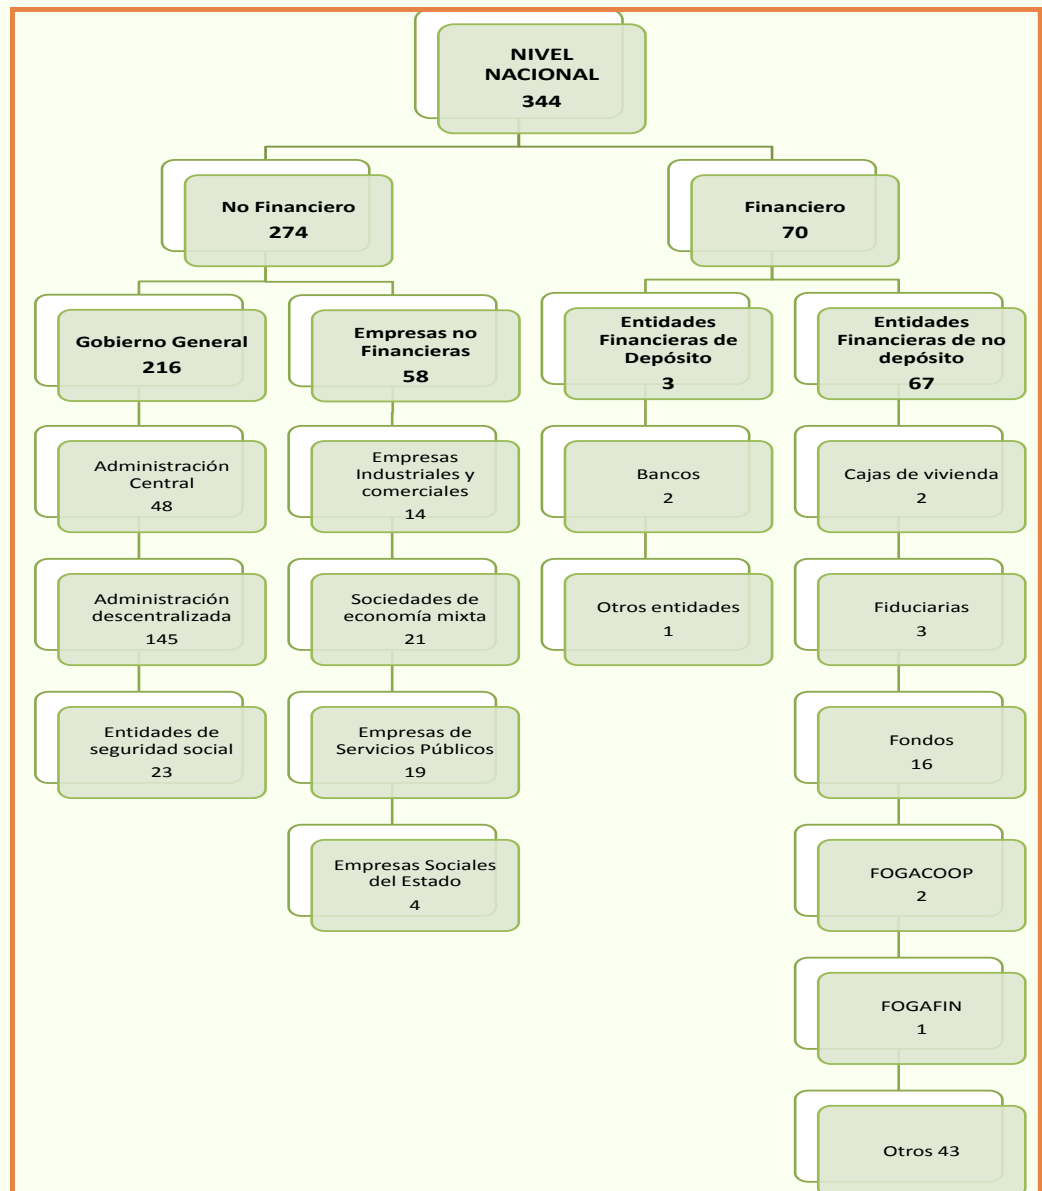 NIVEL
NACIONAL
344
No Financiero
274
Financiero
70
Gobierno General
216
Empresas no
Financieras
58
Entidades
Financieras de
Depósito
3
Entidades
Financieras de no
depósito
67
Administración
Central
48
Empresas
Industriales y
comerciales
14
Bancos
2
Cajas de vivienda
2
Administración
descentralizada
145
Sociedades de
economía mixta
21
Otros entidades
1
Fiduciarias
3
Entidades de
seguridad social
23
Empresas de
Servicios Públicos
19
Fondos
16
Empresas Sociales
del Estado
4
FOGACOOP
2
FOGAFIN
1
Otros 43